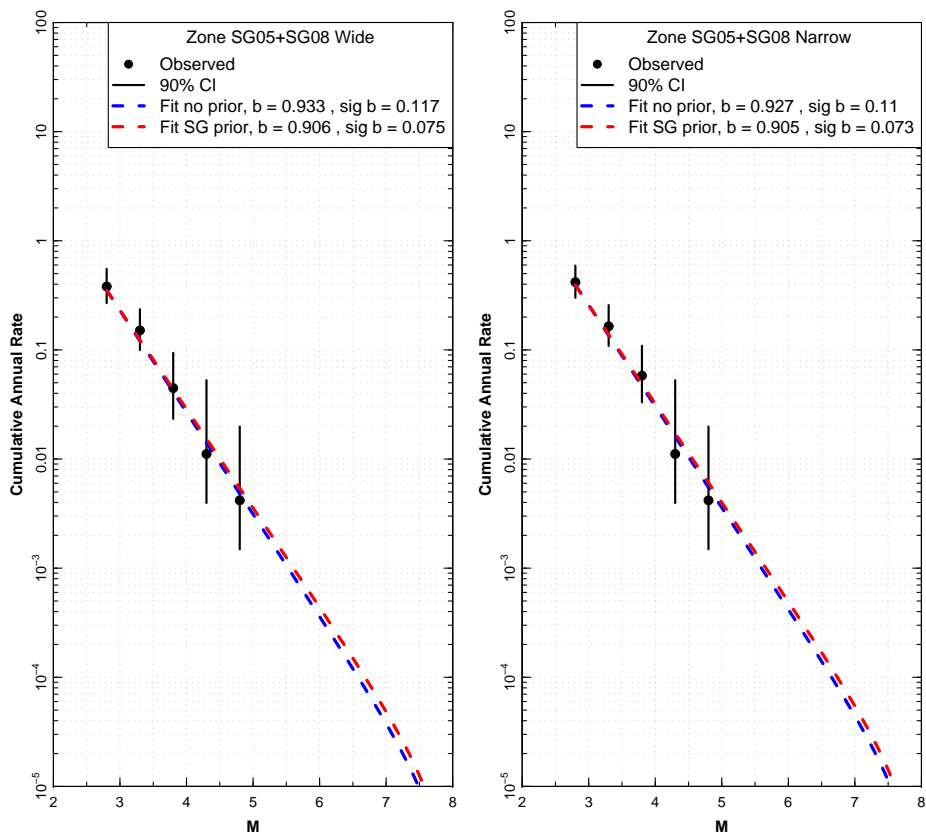 Zone SG05+SG08 Wide
Observed
90% CI
Fit no prior, b = 0.933 , sig b = 0.117
Fit SG prior, b = 0.906 , sig b = 0.075
Cumulative Annual Rate
100
10
1
0.1
0.01
10−3
10−4
10−5
2 3 4 5 6 7 8
M
Zone SG05+SG08 Narrow
Observed
90% CI
Fit no prior, b = 0.927 , sig b = 0.11
Fit SG prior, b = 0.905 , sig b = 0.073
Cumulative Annual Rate
100
10
1
0.1
0.01
10−3
10−4
10−5
2 3 4 5 6 7 8
M